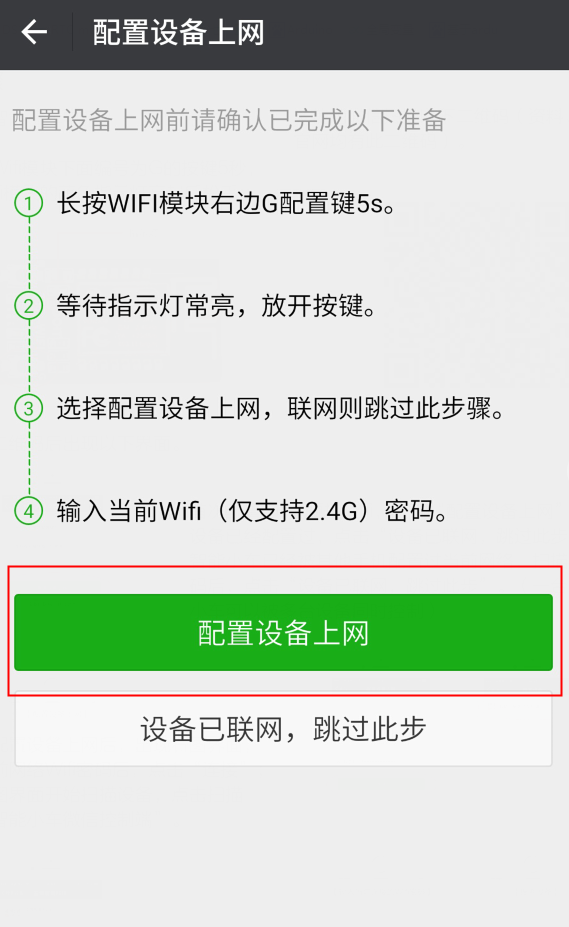 配置设备上网
配置设备上网前请确认已完成以下准备
1 长按WIFI模块右边G配置键5s。
2 等待指示灯常亮，放开按键。
3 选择配置设备上网，联网则跳过此步骤。
4 输入当前Wifi（仅支持2.4G）密码。
配置设备上网
设备已联网，跳过此步